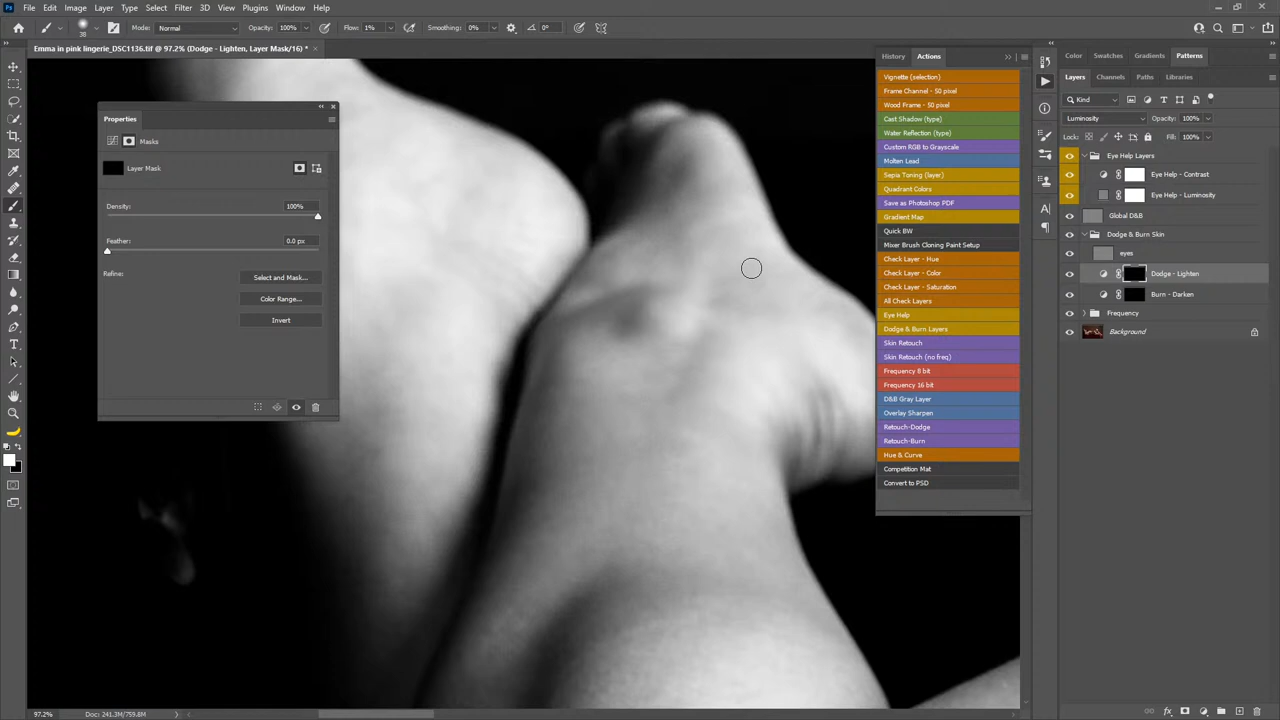 Ps File Edit Image Layer Type Select Filter 3D View Plugins Window Help
38 Mode: Normal Opacity: 100% Flow: 1% Smoothing: 0% 0°
Emma in pink lingerie_DSC1136.tif @ 97.2% (Dodge - Lighten, Layer Mask/16) *
Properties
Masks
Layer Mask
Density: 100%
Feather: 0.0 px
Refine:
Select and Mask...
Color Range...
Invert
History Actions
Vignette (selection)
Frame Channel - 50 pixel
Wood Frame - 50 pixel
Cast Shadow (type)
Water Reflection (type)
Custom RGB to Grayscale
Molten Lead
Sepia Toning (layer)
Quadrant Colors
Save as Photoshop PDF
Gradient Map
Quick BW
Mixer Brush Cloning Paint Setup
Check Layer - Hue
Check Layer - Color
Check Layer - Saturation
All Check Layers
Eye Help
Dodge & Burn Layers
Skin Retouch
Skin Retouch (no freq)
Frequency 8 bit
Frequency 16 bit
D&B Gray Layer
Overlay Sharpen
Retouch-Dodge
Retouch-Burn
Hue & Curve
Competition Mat
Convert to PSD
Color Swatches Gradients Patterns
Layers Channels Paths Libraries
Kind
Luminosity Opacity: 100%
Lock: Fill: 100%
Eye Help Layers
Eye Help - Contrast
Eye Help - Luminosity
Global D&B
Dodge & Burn Skin
eyes
Dodge - Lighten
Burn - Darken
Frequency
Background
97.2% Doc: 241.3M/759.8M